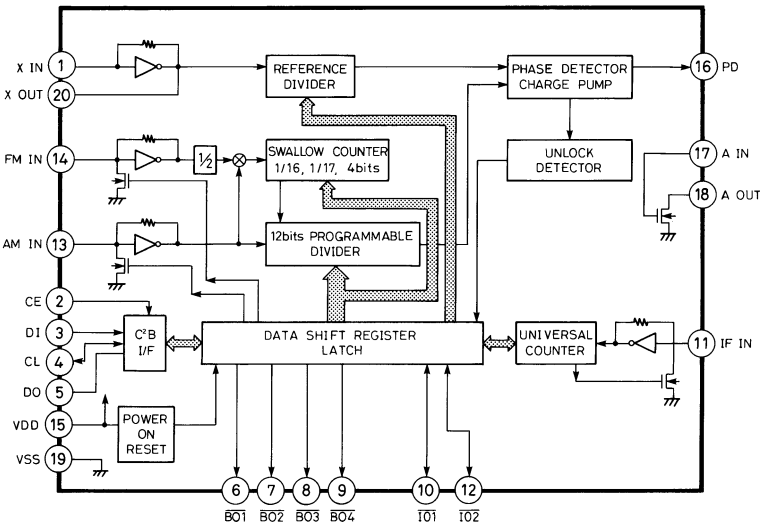 X IN 1
X OUT 20
REFERENCE
DIVIDER
PHASE DETECTOR
CHARGE PUMP
16 PD
FM IN 14
1/2
SWALLOW COUNTER
1/16, 1/17, 4bits
UNLOCK
DETECTOR
17 A IN
18 A OUT
AM IN 13
12bits PROGRAMMABLE
DIVIDER
CE 2
DI 3
CL 4
DO 5
C²B
I/F
DATA SHIFT REGISTER
LATCH
UNIVERSAL
COUNTER
11 IF IN
VDD 15
POWER
ON
RESET
VSS 19
6 7 8 9 10 12
BO1 BO2 BO3 BO4 IO1 IO2